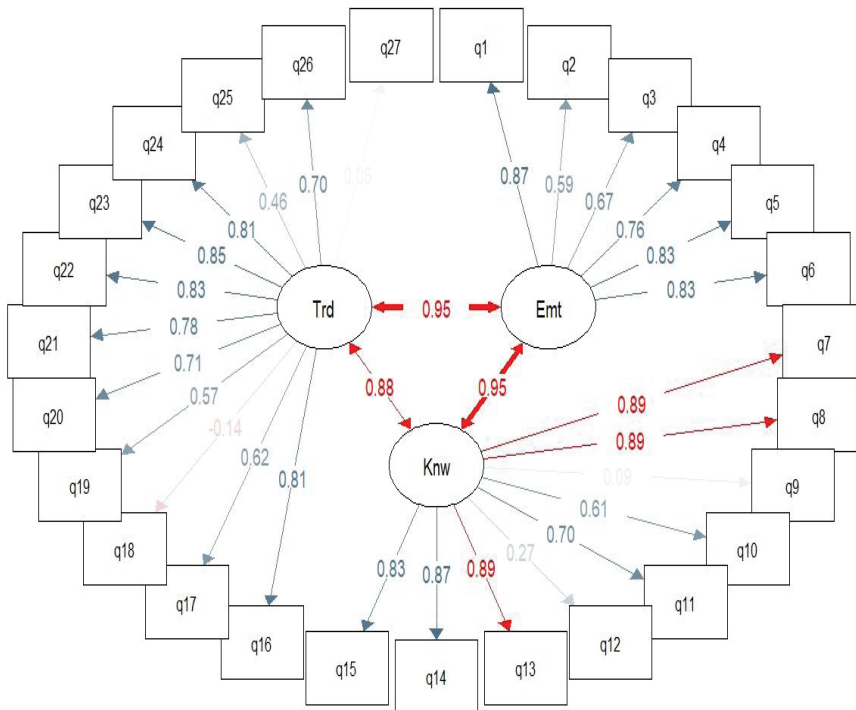 q27
q1
q26
q2
q25
q3
q24
q4
q23
q5
q22
q6
q21
q7
q20
q8
q19
q9
q18
q10
q17
q11
q16
q12
q15
q14
q13
0.46
0.70
0.06
0.87
0.59
0.67
0.76
0.83
0.83
0.81
0.85
0.83
0.78
0.71
0.57
-0.14
0.62
0.81
Trd
0.95
Emt
0.88
0.95
Knw
0.89
0.89
0.09
0.61
0.70
0.27
0.89
0.87
0.83